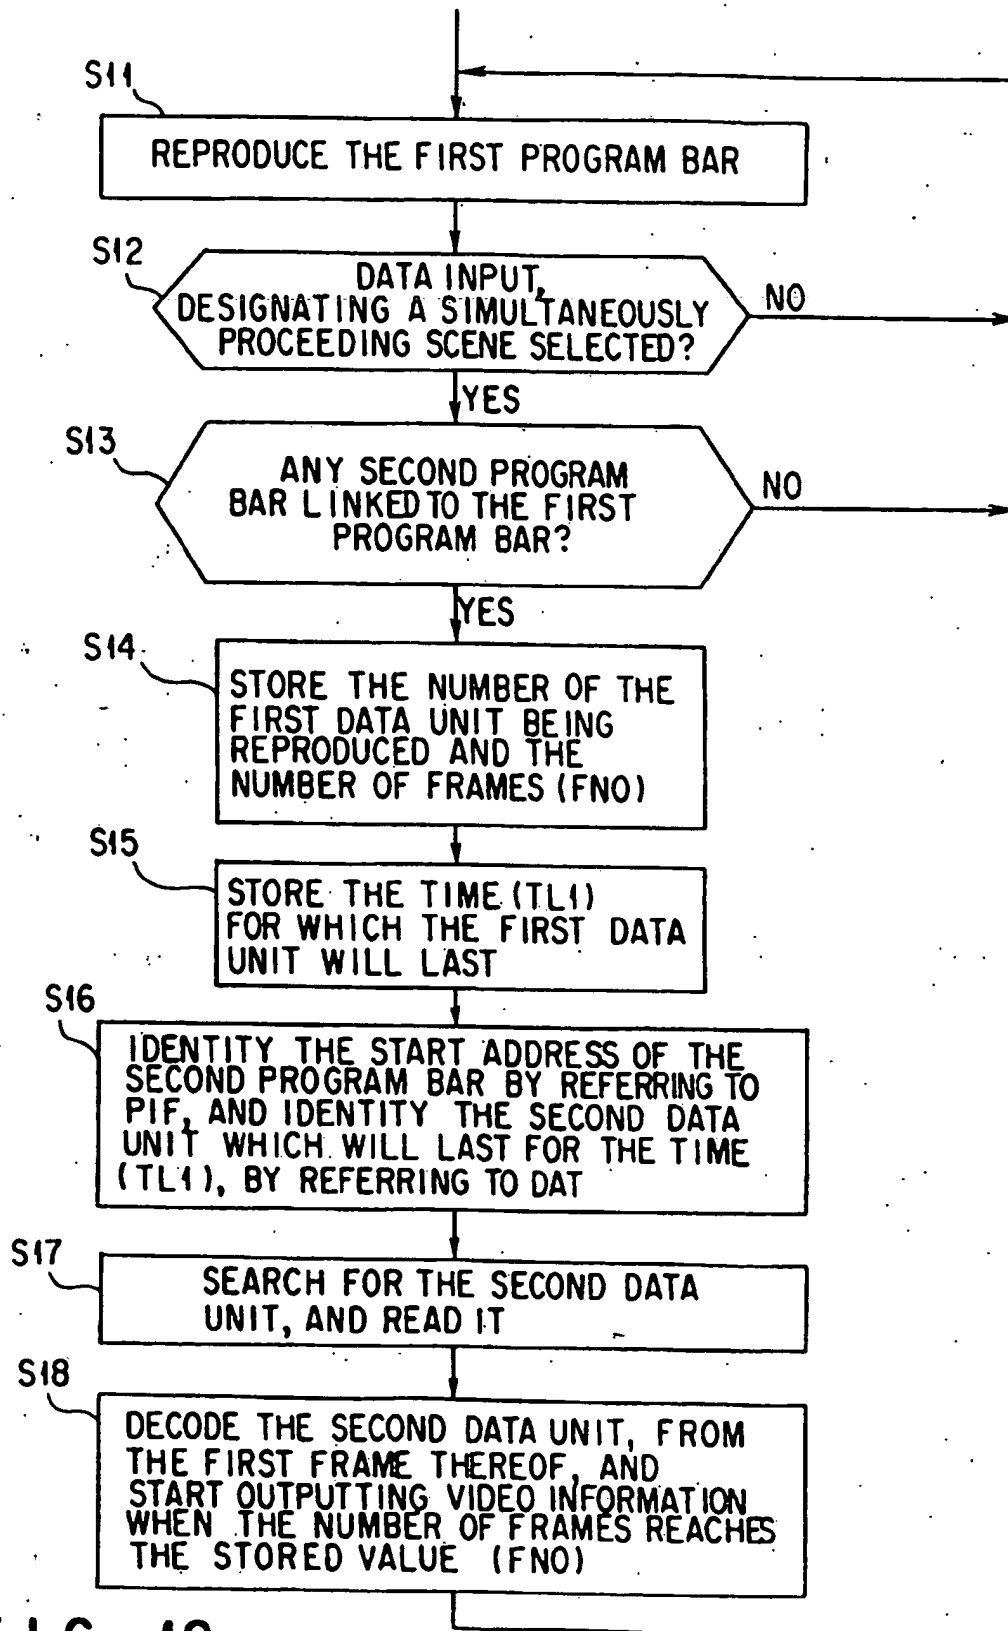 S11
REPRODUCE THE FIRST PROGRAM BAR
S12
DATA INPUT,
DESIGNATING A SIMULTANEOUSLY
PROCEEDING SCENE SELECTED?
NO
YES
S13
ANY SECOND PROGRAM
BAR LINKED TO THE FIRST
PROGRAM BAR?
NO
YES
S14
STORE THE NUMBER OF THE
FIRST DATA UNIT BEING
REPRODUCED AND THE
NUMBER OF FRAMES (FNO)
S15
STORE THE TIME (TL1)
FOR WHICH THE FIRST DATA
UNIT WILL LAST
S16
IDENTITY THE START ADDRESS OF THE
SECOND PROGRAM BAR BY REFERRING TO
PIF, AND IDENTITY THE SECOND DATA
UNIT WHICH WILL LAST FOR THE TIME
(TL1), BY REFERRING TO DAT
S17
SEARCH FOR THE SECOND DATA
UNIT, AND READ IT
S18
DECODE THE SECOND DATA UNIT, FROM
THE FIRST FRAME THEREOF, AND
START OUTPUTTING VIDEO INFORMATION
WHEN THE NUMBER OF FRAMES REACHES
THE STORED VALUE (FNO)